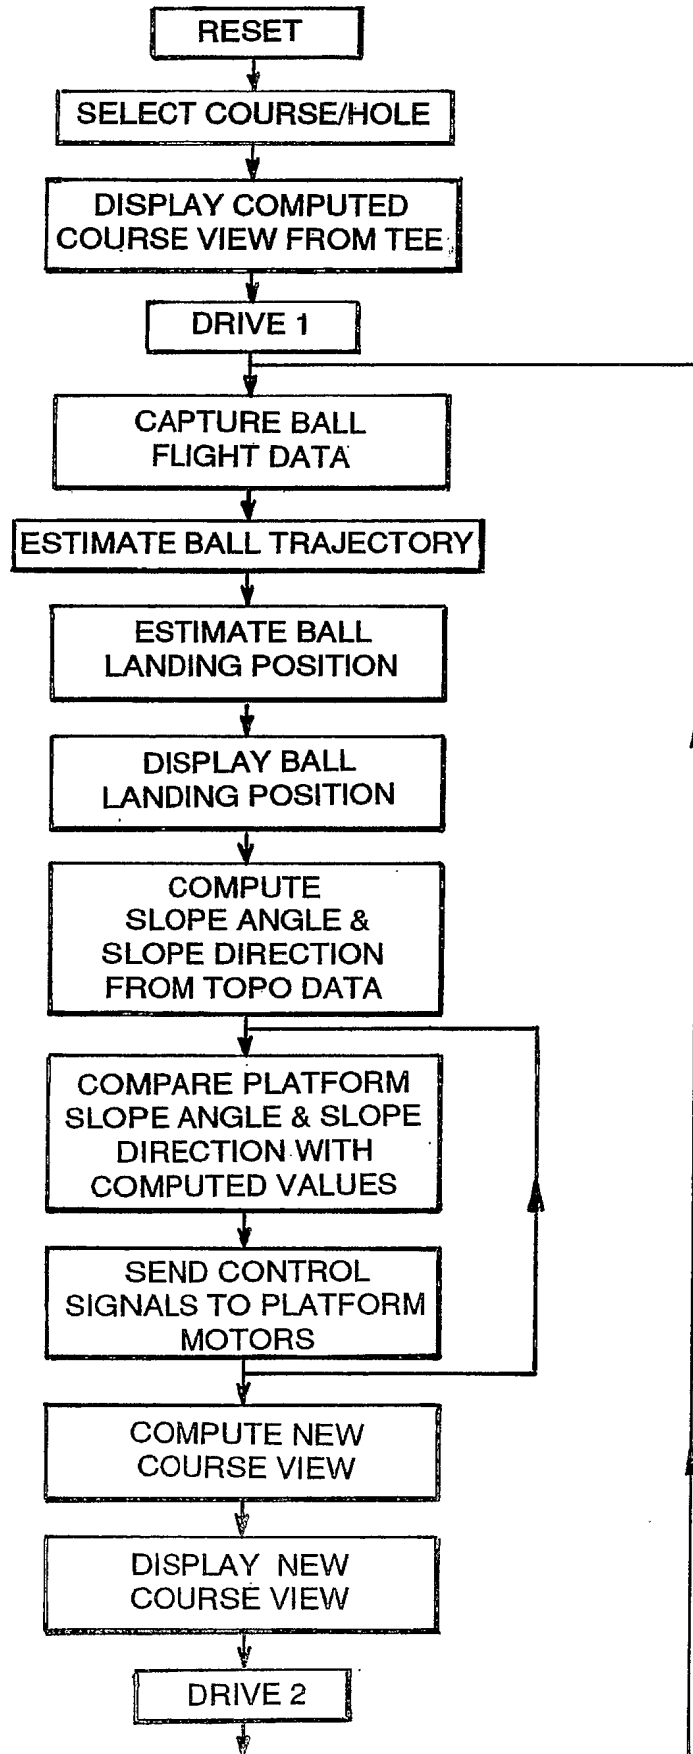 RESET
SELECT COURSE/HOLE
DISPLAY COMPUTED
COURSE VIEW FROM TEE
DRIVE 1
CAPTURE BALL
FLIGHT DATA
ESTIMATE BALL TRAJECTORY
ESTIMATE BALL
LANDING POSITION
DISPLAY BALL
LANDING POSITION
COMPUTE
SLOPE ANGLE &
SLOPE DIRECTION
FROM TOPO DATA
COMPARE PLATFORM
SLOPE ANGLE & SLOPE
DIRECTION WITH
COMPUTED VALUES
SEND CONTROL
SIGNALS TO PLATFORM
MOTORS
COMPUTE NEW
COURSE VIEW
DISPLAY NEW
COURSE VIEW
DRIVE 2